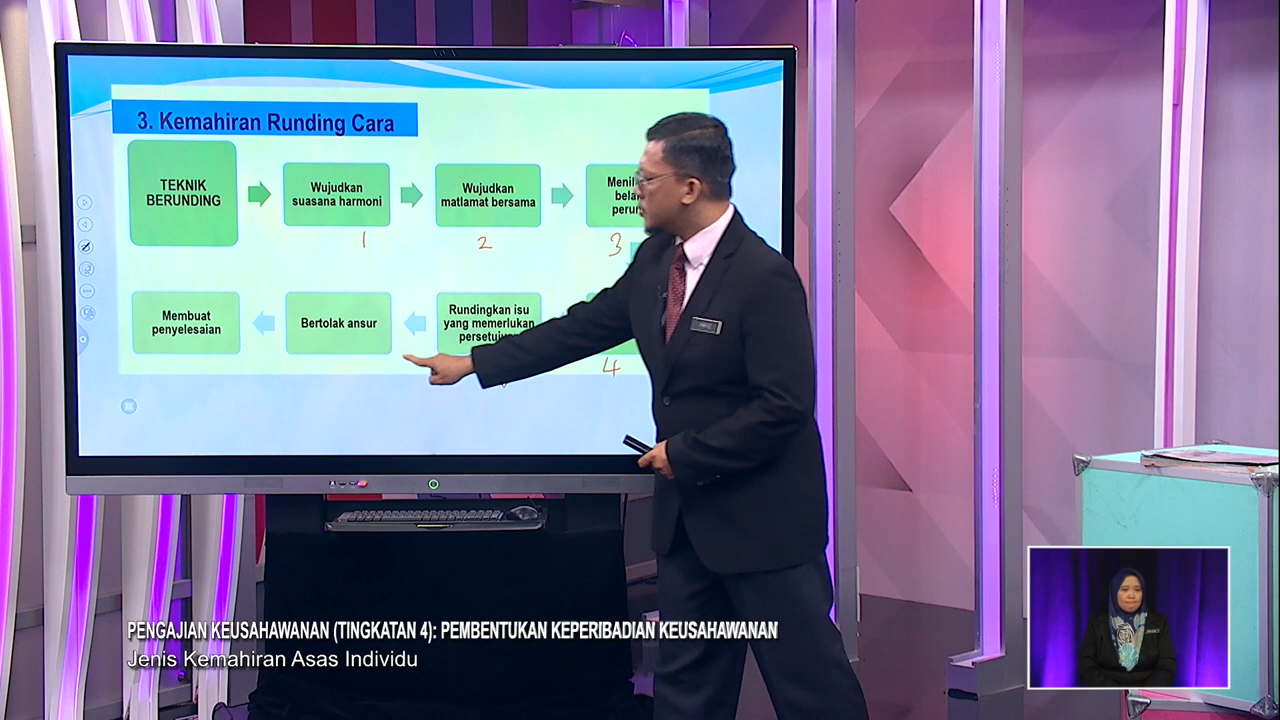 3. Kemahiran Runding Cara
TEKNIK
BERUNDING
Wujudkan
suasana harmoni
Wujudkan
matlamat bersama
1
2
3
Membuat
penyelesaian
Bertolak ansur
Rundingkan isu
yang memerlukan
4
PENGAJIAN KEUSAHAWANAN (TINGKATAN 4): PEMBENTUKAN KEPERIBADIAN KEUSAHAWANAN
Jenis Kemahiran Asas Individu